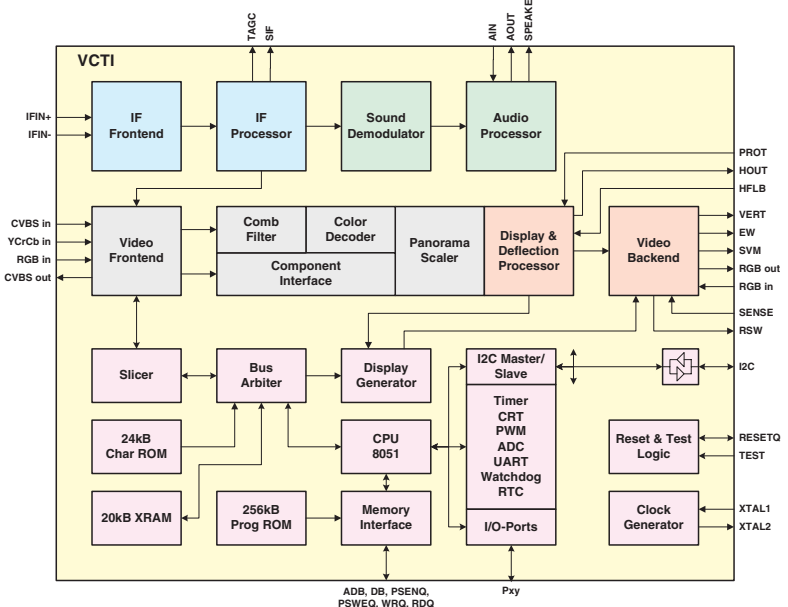 TAGC
SIF
AIN
AOUT
SPEAKE
VCTI
IFIN+
IFIN-
IF
Frontend
IF
Processor
Sound
Demodulator
Audio
Processor
PROT
HOUT
HFLB
CVBS in
YCrCb in
RGB in
CVBS out
Video
Frontend
Comb
Filter
Color
Decoder
Component
Interface
Panorama
Scaler
Display &
Deflection
Processor
Video
Backend
VERT
EW
SVM
RGB out
RGB in
SENSE
RSW
Slicer
Bus
Arbiter
Display
Generator
I2C Master/
Slave
I2C
24kB
Char ROM
CPU
8051
Timer
CRT
PWM
ADC
UART
Watchdog
RTC
Reset & Test
Logic
RESETQ
TEST
20kB XRAM
256kB
Prog ROM
Memory
Interface
I/O-Ports
Clock
Generator
XTAL1
XTAL2
ADB, DB, PSENQ,
PSWEQ, WRQ, RDQ
Pxy